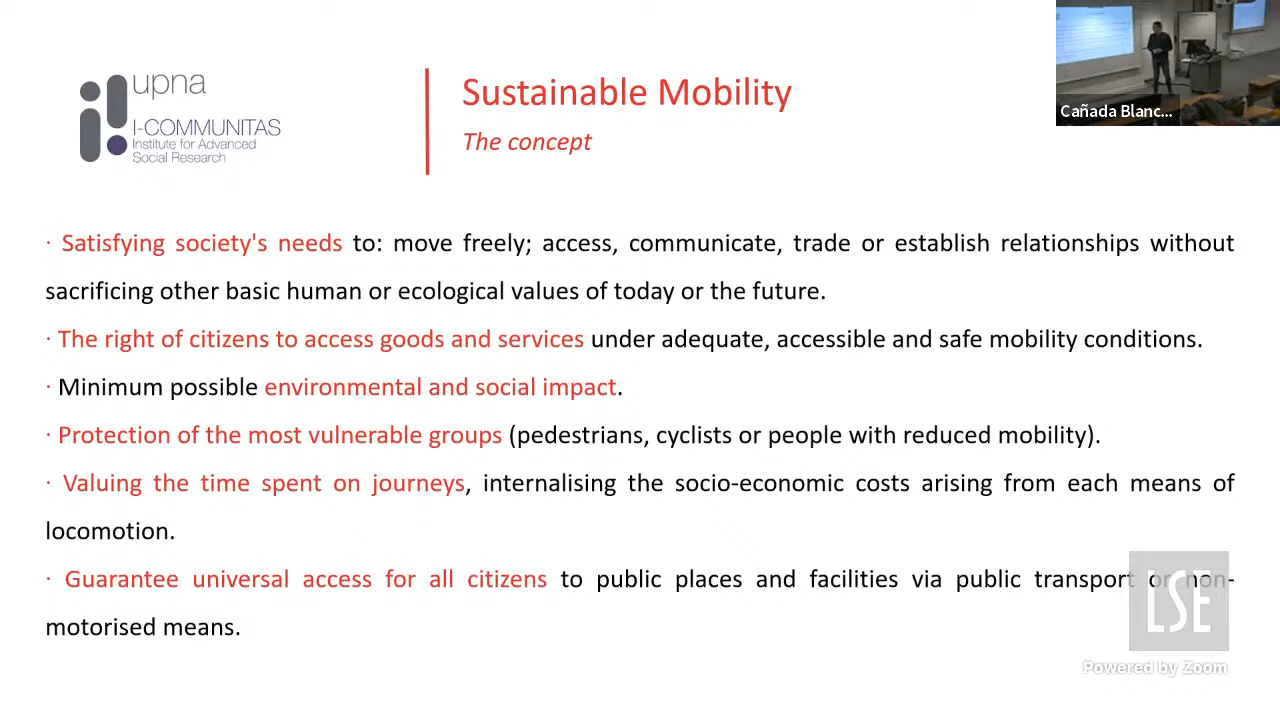 upna
I-COMMUNITAS
Institute for Advanced
Social Research
Sustainable Mobility
The concept
Cañada Blanc...
· Satisfying society's needs to: move freely; access, communicate, trade or establish relationships without
sacrificing other basic human or ecological values of today or the future.
· The right of citizens to access goods and services under adequate, accessible and safe mobility conditions.
· Minimum possible environmental and social impact.
· Protection of the most vulnerable groups (pedestrians, cyclists or people with reduced mobility).
· Valuing the time spent on journeys, internalising the socio-economic costs arising from each means of
locomotion.
· Guarantee universal access for all citizens to public places and facilities via public transport or non-
motorised means.
LSE
Powered by Zoom